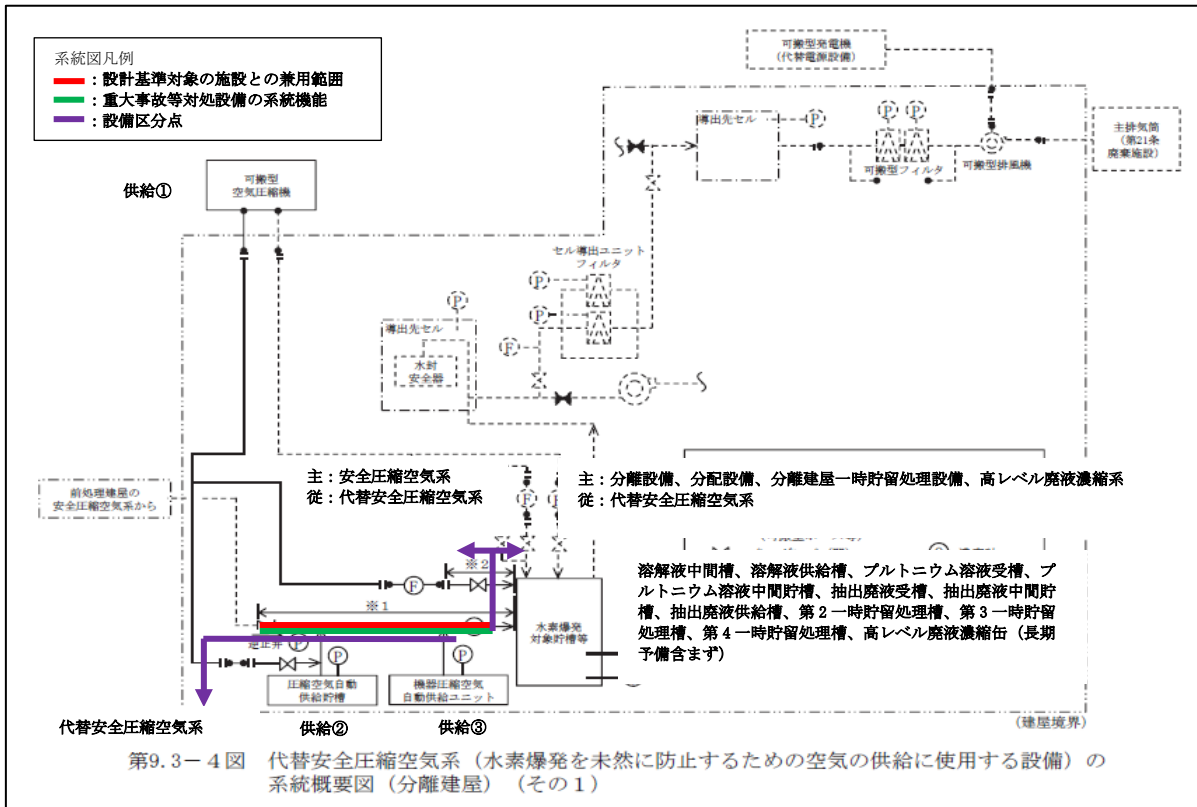 系統図凡例
：設計基準対象の施設との兼用範囲
：重大事故等対処設備の系統機能
：設備区分点
可搬型発電機
(代替電源設備)
導出先セル
P
P
P
可搬型フィルタ
可搬型排風機
主排気筒
(第21条
廃棄施設)
供給①
可搬型
空気圧縮機
セル導出ユニット
フィルタ
P
P
P
導出先セル
F
水封
安全器
主：安全圧縮空気系
従：代替安全圧縮空気系
主：分離設備、分配設備、分離建屋一時貯留処理設備、高レベル廃液濃縮系
従：代替安全圧縮空気系
前処理建屋の
安全圧縮空気系から
F
※2
F
※1
溶解液中間槽、溶解液供給槽、プルトニウム溶液受槽、プ
ルトニウム溶液中間貯槽、抽出廃液受槽、抽出廃液中間貯
槽、抽出廃液供給槽、第２一時貯留処理槽、第３一時貯留
処理槽、第４一時貯留処理槽、高レベル廃液濃縮缶（長期
予備含まず）
水素爆発
対象貯槽等
逆止弁
P
P
P
圧縮空気自動
供給貯槽
機器圧縮空気
自動供給ユニット
代替安全圧縮空気系
供給②
供給③
(建屋境界)
第9.3－4図　代替安全圧縮空気系（水素爆発を未然に防止するための空気の供給に使用する設備）の
系統概要図（分離建屋）（その１）